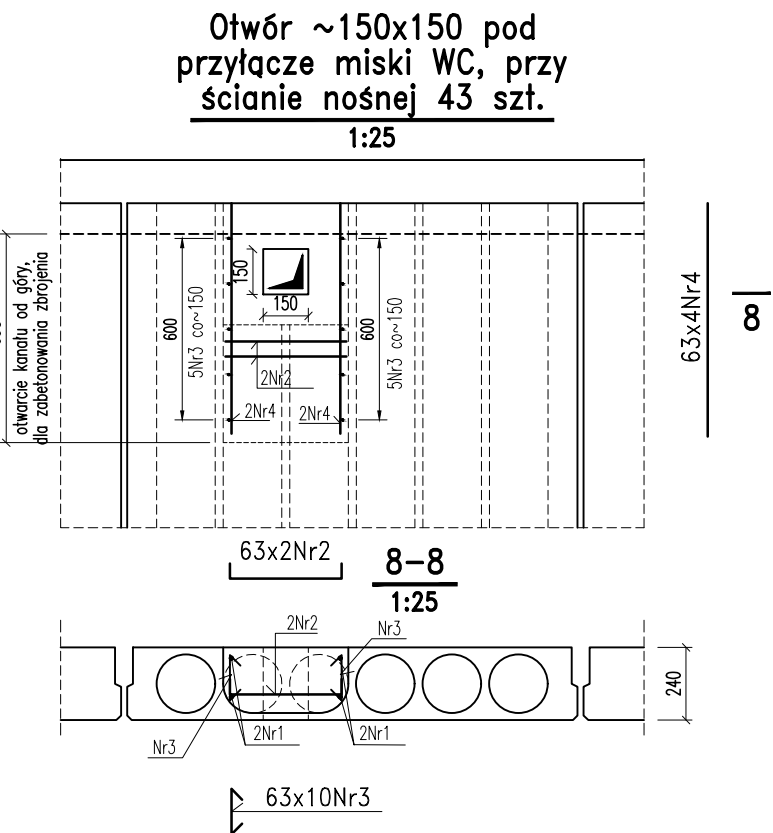 Otwór ~150x150 pod
przyłącze miski WC, przy
ścianie nośnej 43 szt.
1:25
otwarcie kanału od góry,
dla zabetonowania zbrojenia
600
5Nr3 co~150
150
150
600
5Nr3 co~150
2Nr2
2Nr4
2Nr4
63x4Nr4
8
63x2Nr2
8-8
1:25
2Nr2
Nr3
240
Nr3
2Nr1
2Nr1
63x10Nr3